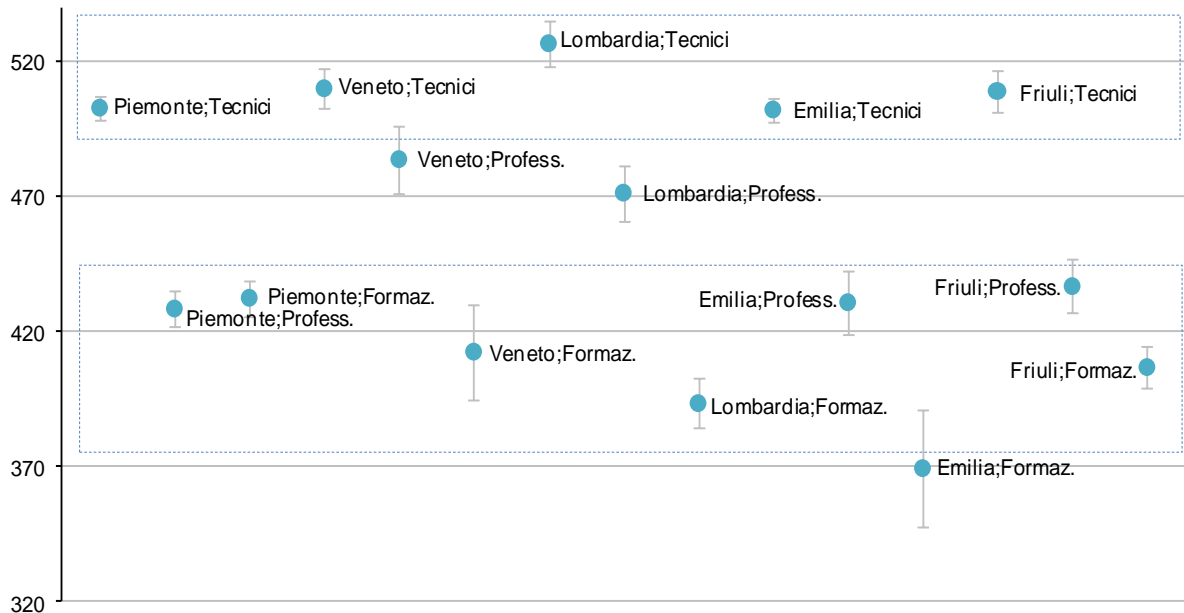 Lombardia;Tecnici
520
Veneto;Tecnici
Friuli;Tecnici
Piemonte;Tecnici
Emilia;Tecnici
Veneto;Profess.
470
Lombardia;Profess.
Friuli;Profess.
Piemonte;Formaz.
Emilia;Profess.
Piemonte;Profess.
420
Veneto;Formaz.
Friuli;Formaz.
Lombardia;Formaz.
370
Emilia;Formaz.
320